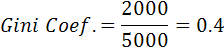 Gini Coef. = 2000/5000 = 0.4